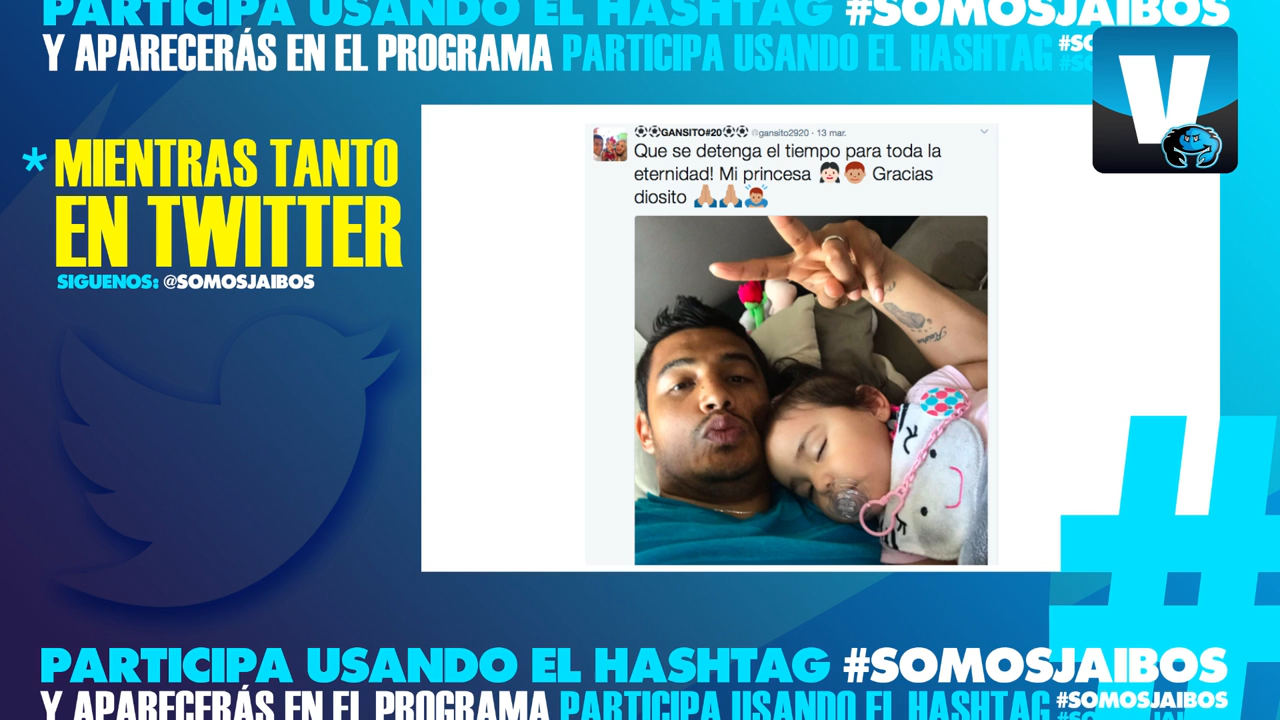 PARTICIPA USANDO EL HASHTAG #SOMOSJAIBOS
Y APARECERÁS EN EL PROGRAMA PARTICIPA USANDO EL HASHTAG
V
*MIENTRAS TANTO
EN TWITTER
SIGUENOS: @SOMOSJAIBOS
GANSITO#20 @gansito2920 · 13 mar.
Que se detenga el tiempo para toda la
eternidad! Mi princesa 👧🏻👦🏽 Gracias
diosito 🙏🏼🙏🏼🙇🏽
#
PARTICIPA USANDO EL HASHTAG #SOMOSJAIBOS
Y APARECERÁS EN EL PROGRAMA PARTICIPA USANDO EL HASHTAG #SOMOSJAIBOS